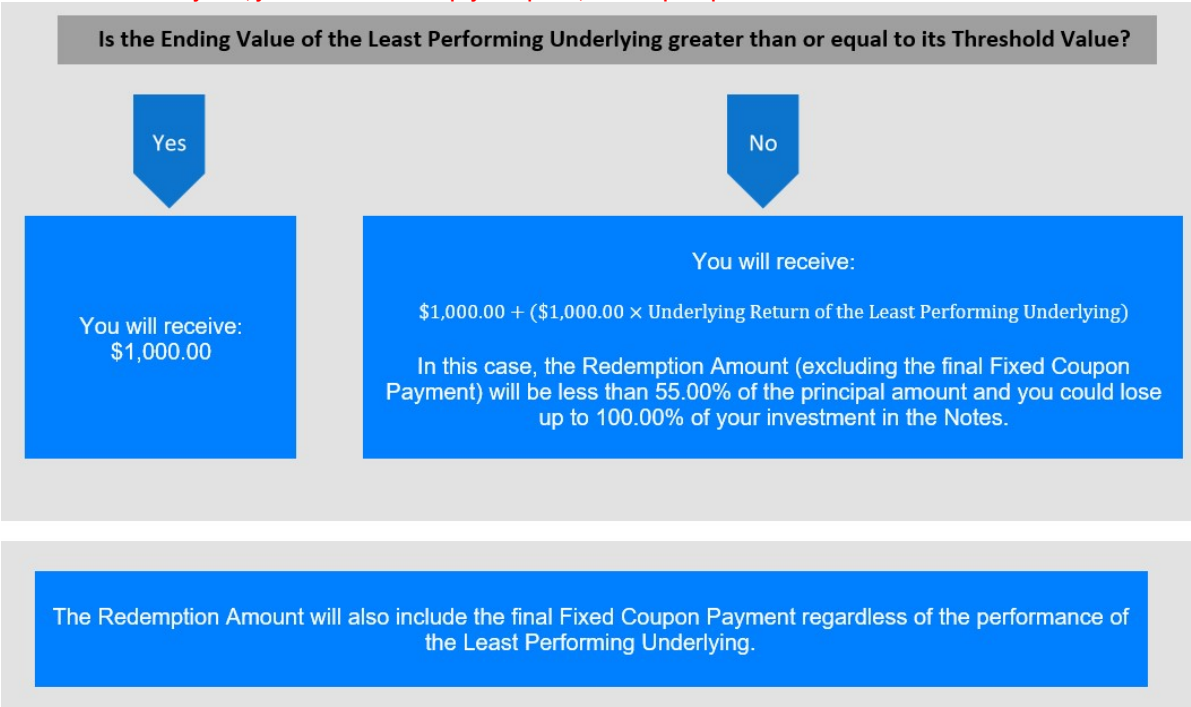 Is the Ending Value of the Least Performing Underlying greater than or equal to its Threshold Value?
Yes
No
You will receive:
$1,000.00
You will receive:
$1,000.00 + ($1,000.00 × Underlying Return of the Least Performing Underlying)
In this case, the Redemption Amount (excluding the final Fixed Coupon
Payment) will be less than 55.00% of the principal amount and you could lose
up to 100.00% of your investment in the Notes.
The Redemption Amount will also include the final Fixed Coupon Payment regardless of the performance of
the Least Performing Underlying.